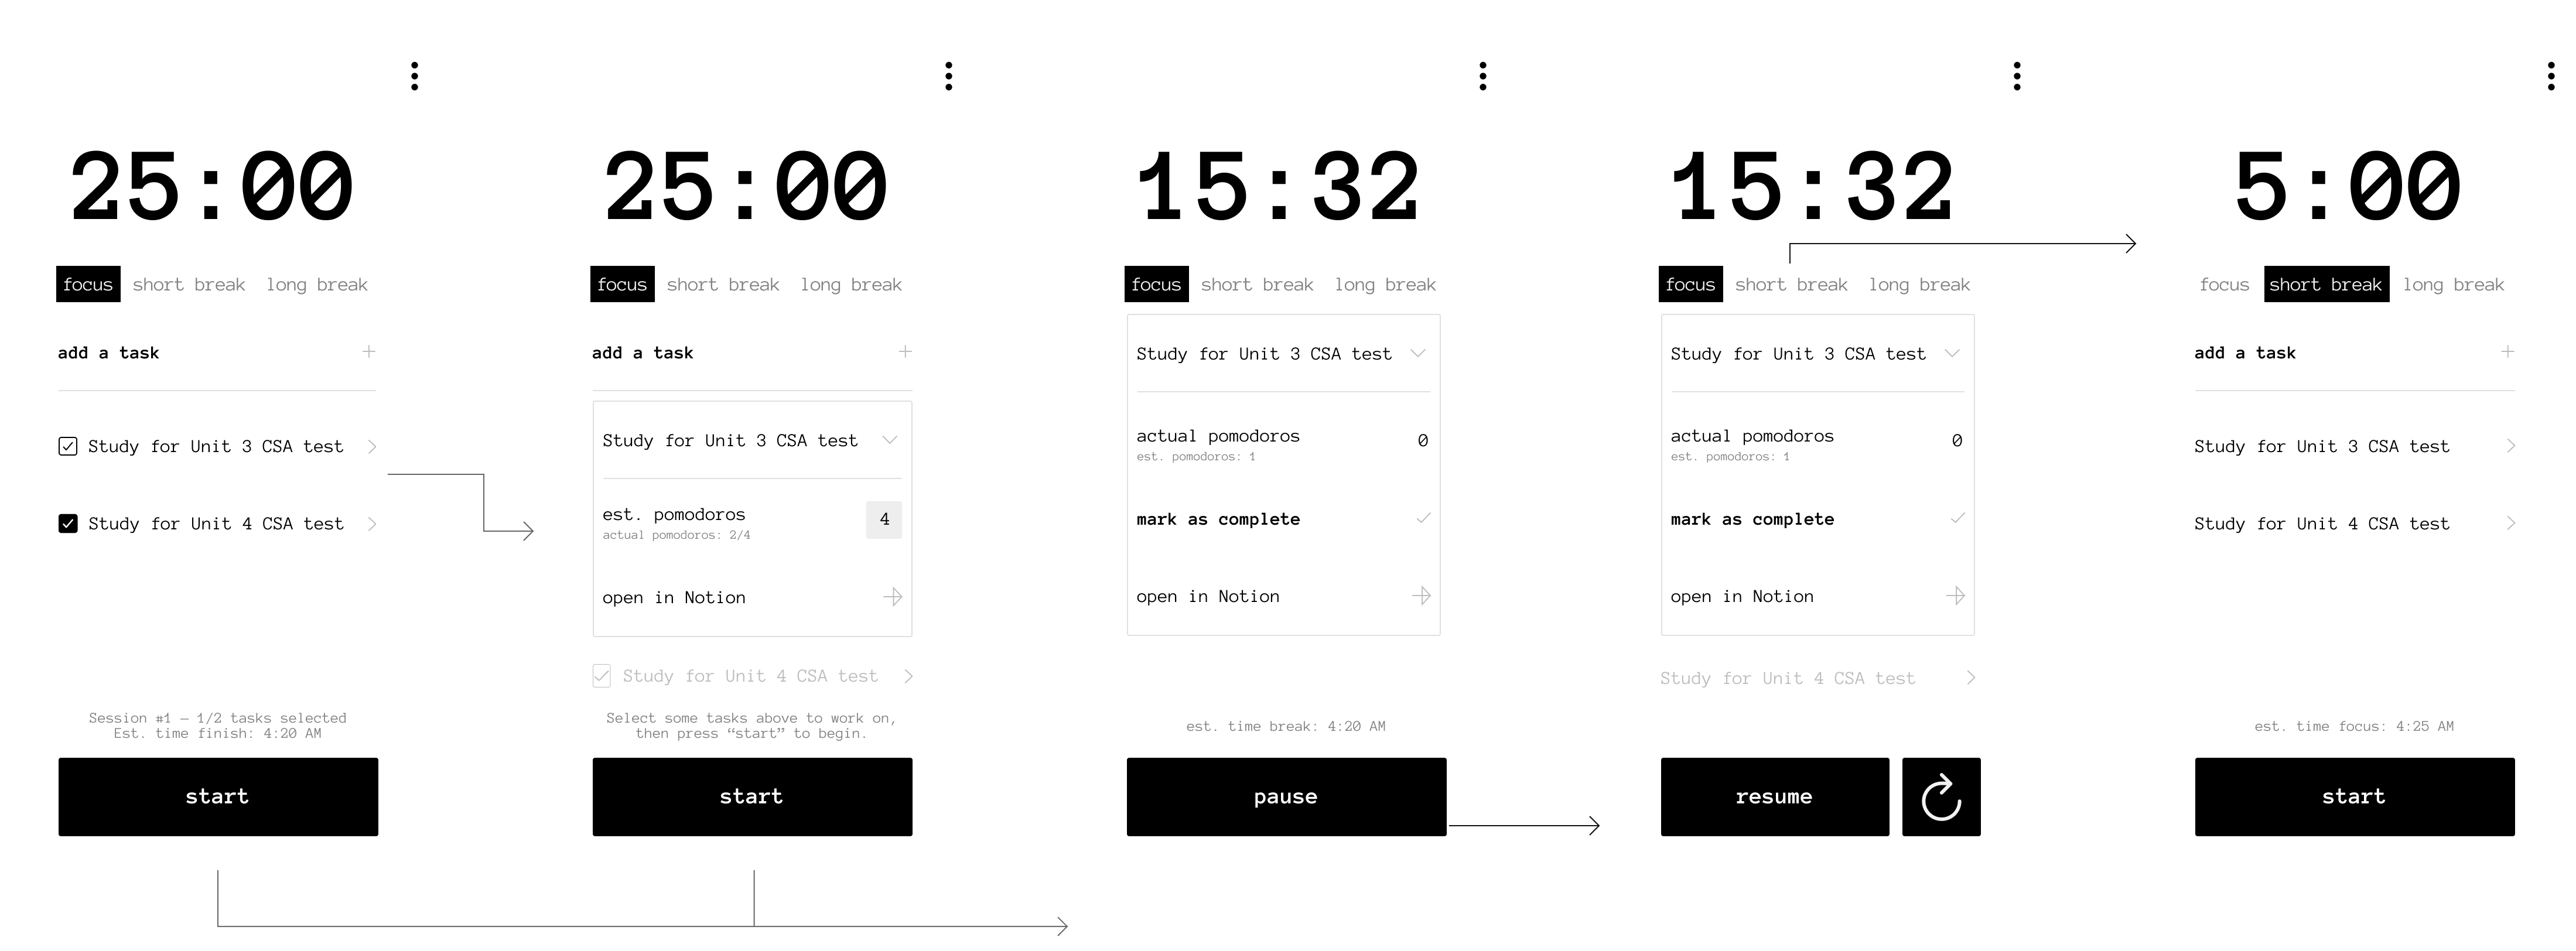 25:00
focus short break long break
add a task
Study for Unit 3 CSA test
Study for Unit 4 CSA test
Session #1 — 1/2 tasks selected
Est. time finish: 4:20 AM
start
25:00
focus short break long break
add a task
Study for Unit 3 CSA test
est. pomodoros 4
actual pomodoros: 2/4
open in Notion
Study for Unit 4 CSA test
Select some tasks above to work on,
then press “start” to begin.
start
15:32
focus short break long break
Study for Unit 3 CSA test
actual pomodoros 0
est. pomodoros: 1
mark as complete
open in Notion
est. time break: 4:20 AM
pause
15:32
focus short break long break
Study for Unit 3 CSA test
actual pomodoros 0
est. pomodoros: 1
mark as complete
open in Notion
Study for Unit 4 CSA test
resume
5:00
focus short break long break
add a task
Study for Unit 3 CSA test
Study for Unit 4 CSA test
est. time focus: 4:25 AM
start